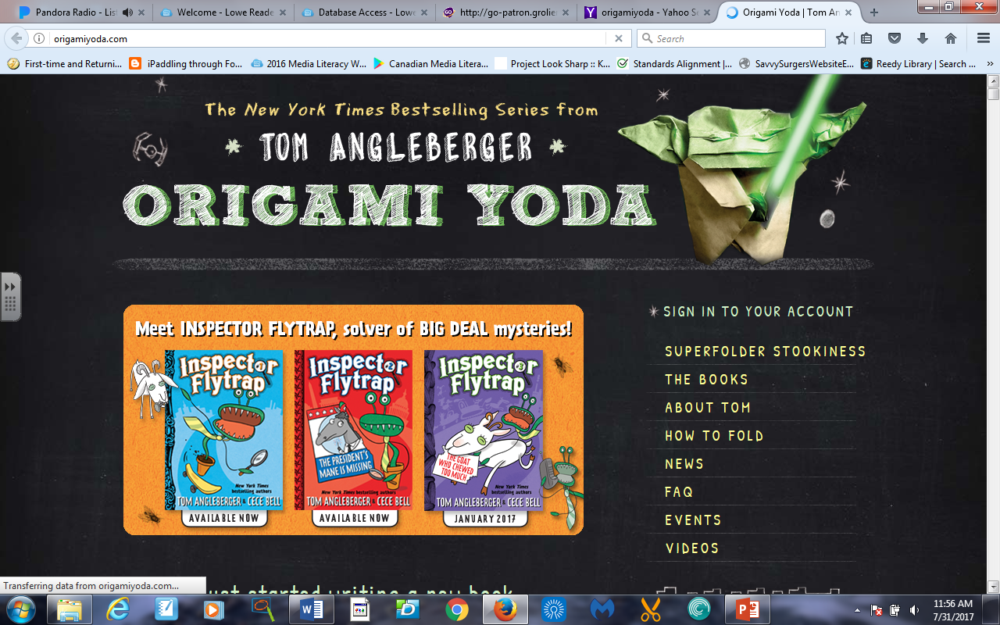 Pandora Radio - Lis
Welcome - Lowe Reade
Database Access - Lowe
http://go-patron.grolier
origamiyoda - Yahoo Se
Origami Yoda | Tom An
origamiyoda.com
Search
First-time and Returni...
iPaddling through Fo...
2016 Media Literacy W...
Canadian Media Litera...
Project Look Sharp :: K...
Standards Alignment |...
SavvySurgersWebsiteE...
Reedy Library | Search ...
The New York Times Bestselling Series from
TOM ANGLEBERGER
ORIGAMI YODA
Meet INSPECTOR FLYTRAP, solver of BIG DEAL mysteries!
Inspector
Flytrap
New York Times
bestselling authors
TOM ANGLEBERGER & CECE BELL
AVAILABLE NOW
Inspector
Flytrap
2
THE PRESIDENT'S
MANE IS MISSING
New York Times
bestselling authors
TOM ANGLEBERGER & CECE BELL
AVAILABLE NOW
Inspector
Flytrap
3
THE GOAT
WHO CHEWED
TOO MUCH
TOM ANGLEBERGER & CECE BELL
JANUARY 2017
SIGN IN TO YOUR ACCOUNT
SUPERFOLDER STOOKINESS
THE BOOKS
ABOUT TOM
HOW TO FOLD
NEWS
FAQ
EVENTS
VIDEOS
ust started writing a new book
Transferring data from origamiyoda.com...
11:56 AM
7/31/2017